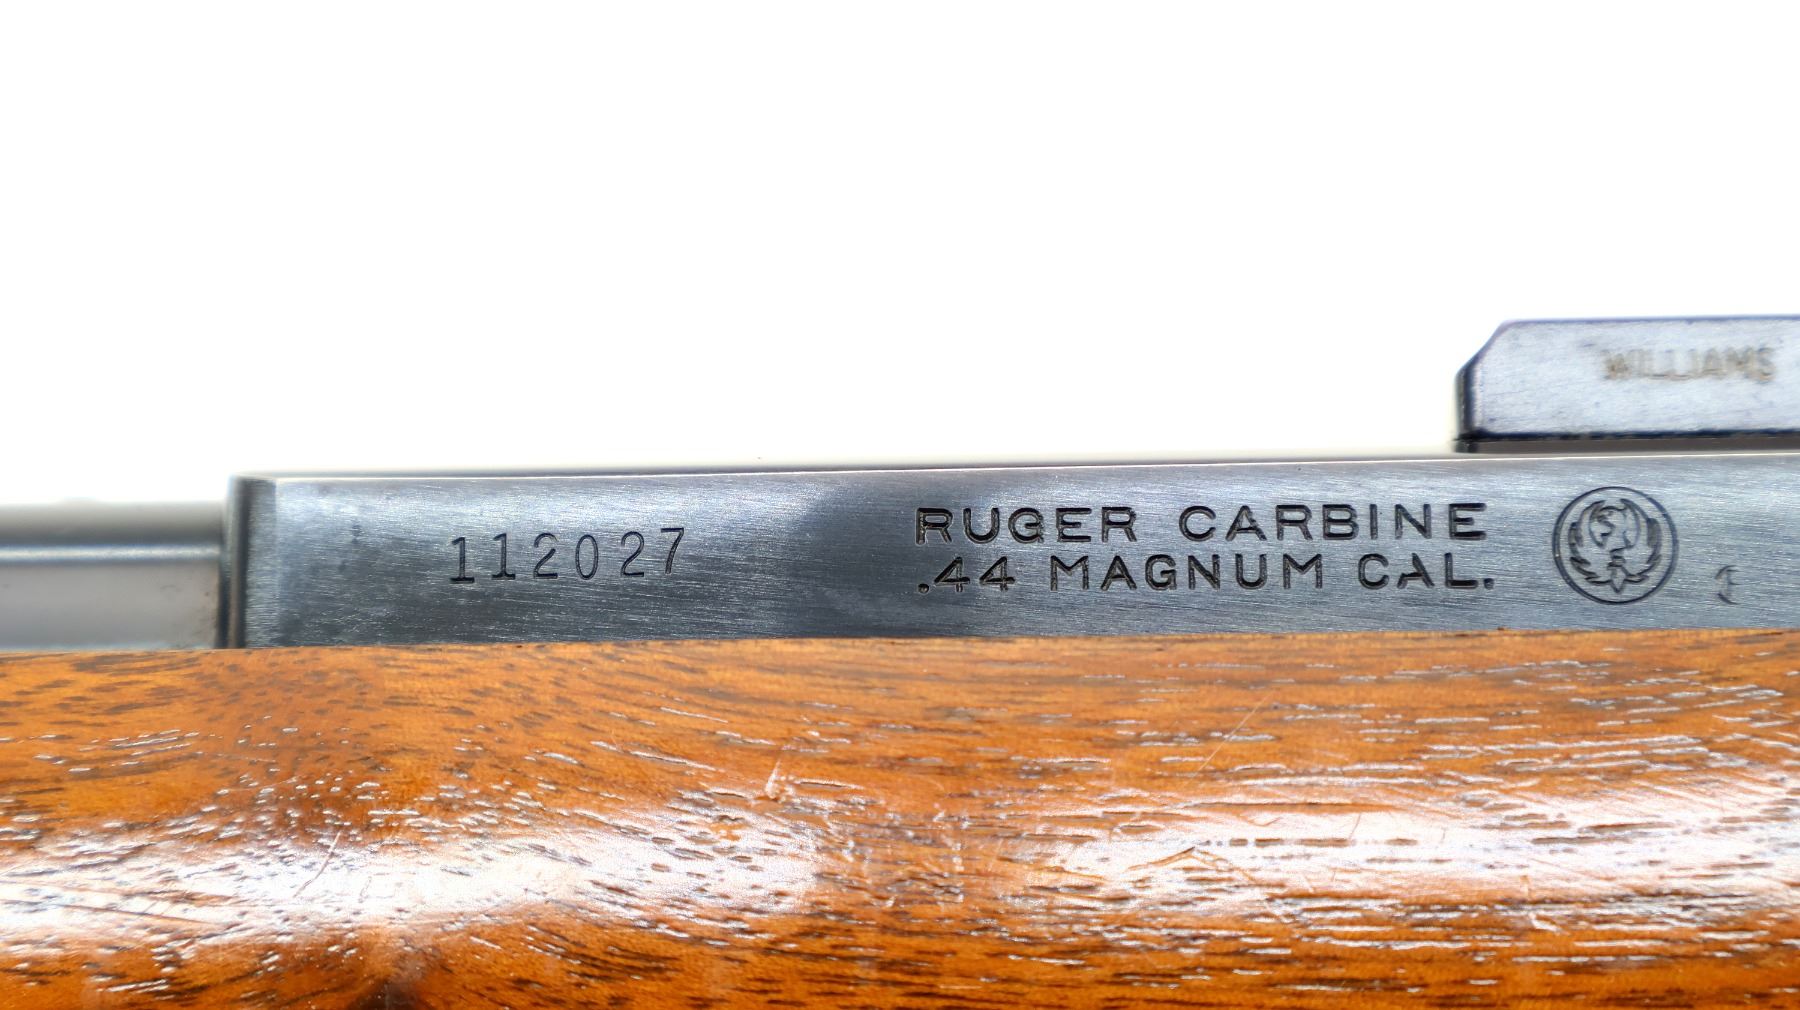 WILLIAMS
112027
RUGER CARBINE
.44 MAGNUM CAL.